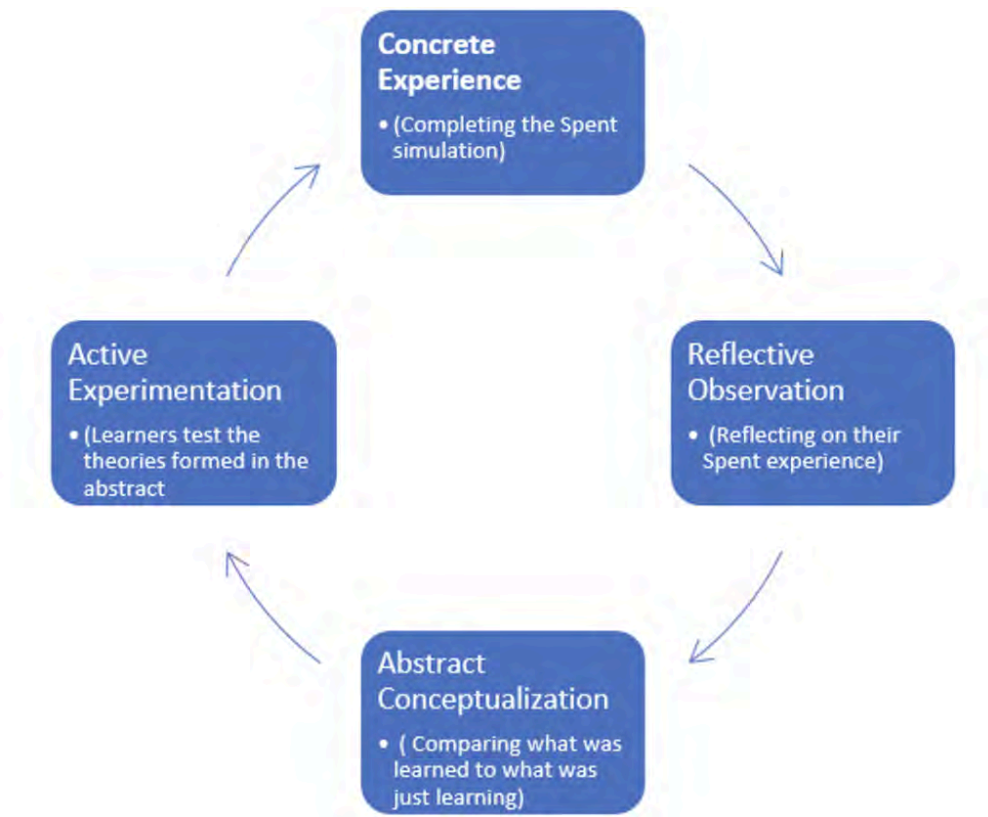 Concrete
Experience
• (Completing the Spent
simulation)
Active
Experimentation
• (Learners test the
theories formed in the
abstract
Reflective
Observation
• (Reflecting on their
Spent experience)
Abstract
Conceptualization
• ( Comparing what was
learned to what was
just learning)